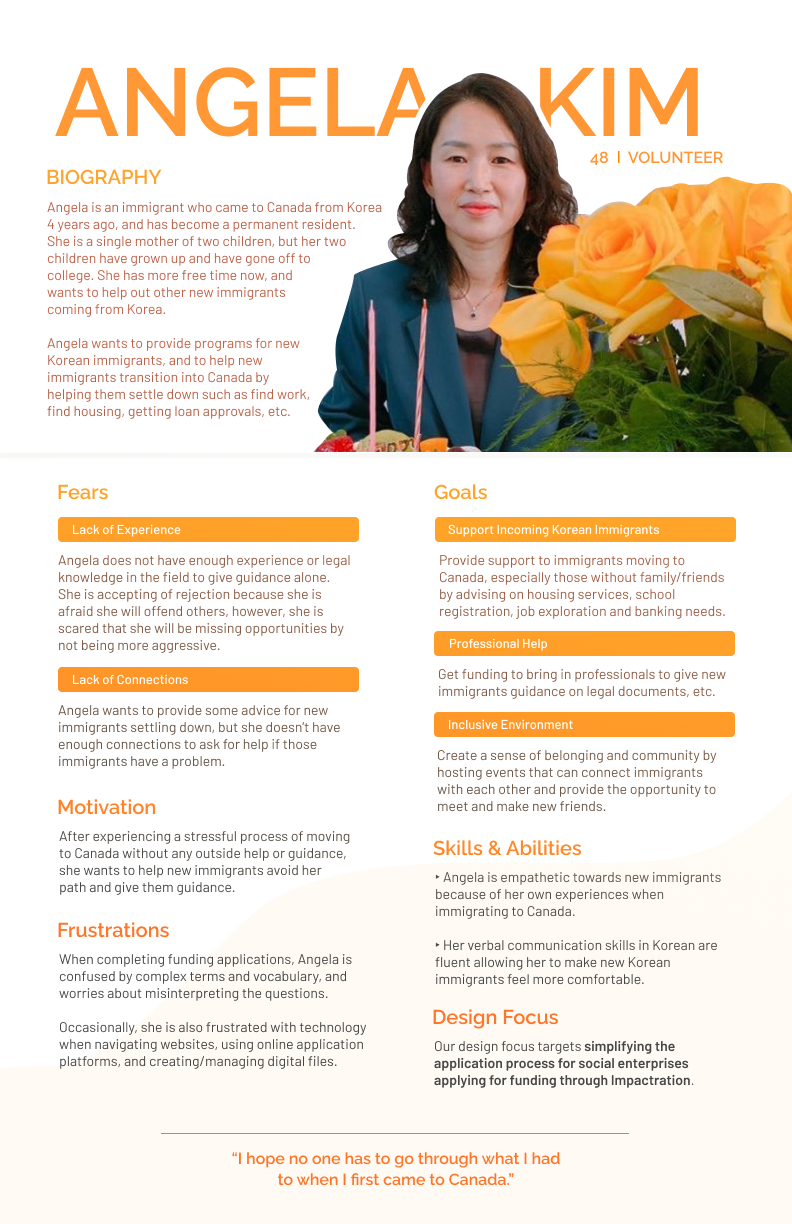 ANGELA KIM
48 | VOLUNTEER
BIOGRAPHY
Angela is an immigrant who came to Canada from Korea
4 years ago, and has become a permanent resident.
She is a single mother of two children, but her two
children have grown up and have gone off to
college. She has more free time now, and
wants to help out other new immigrants
coming from Korea.
Angela wants to provide programs for new
Korean immigrants, and to help new
immigrants transition into Canada by
helping them settle down such as find work,
find housing, getting loan approvals, etc.
Fears
Lack of Experience
Angela does not have enough experience or legal
knowledge in the field to give guidance alone.
She is accepting of rejection because she is
afraid she will offend others, however, she is
scared that she will be missing opportunities by
not being more aggressive.
Lack of Connections
Angela wants to provide some advice for new
immigrants settling down, but she doesn't have
enough connections to ask for help if those
immigrants have a problem.
Motivation
After experiencing a stressful process of moving
to Canada without any outside help or guidance,
she wants to help new immigrants avoid her
path and give them guidance.
Frustrations
When completing funding applications, Angela is
confused by complex terms and vocabulary, and
worries about misinterpreting the questions.
Occasionally, she is also frustrated with technology
when navigating websites, using online application
platforms, and creating/managing digital files.
Goals
Support Incoming Korean Immigrants
Provide support to immigrants moving to
Canada, especially those without family/friends
by advising on housing services, school
registration, job exploration and banking needs.
Professional Help
Get funding to bring in professionals to give new
immigrants guidance on legal documents, etc.
Inclusive Environment
Create a sense of belonging and community by
hosting events that can connect immigrants
with each other and provide the opportunity to
meet and make new friends.
Skills & Abilities
‣ Angela is empathetic towards new immigrants
because of her own experiences when
immigrating to Canada.
‣ Her verbal communication skills in Korean are
fluent allowing her to make new Korean
immigrants feel more comfortable.
Design Focus
Our design focus targets simplifying the
application process for social enterprises
applying for funding through Impactration.
“I hope no one has to go through what I had
to when I first came to Canada.”